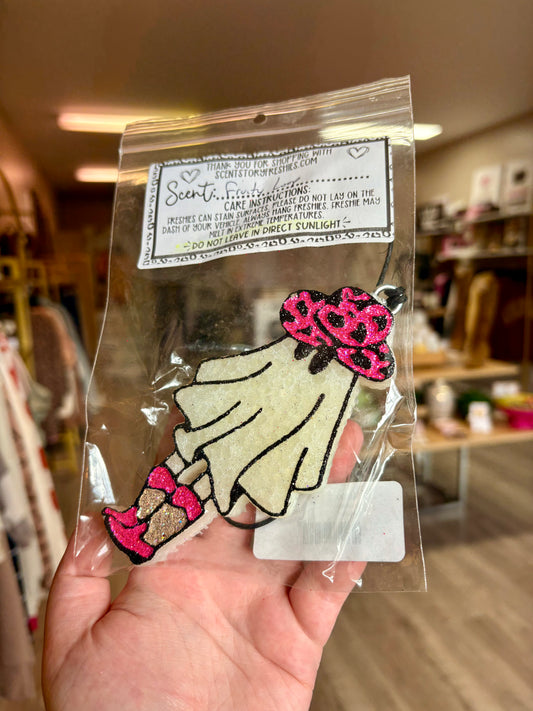 THANK YOU FOR SHOPPING WITH
SCENTSTORYFRESHIES.COM
Scent:
CARE INSTRUCTIONS:
FRESHIES CAN STAIN SURFACES. PLEASE DO NOT LAY ON THE
DASH OF YOUR VEHICLE. ALWAYS HANG FRESHIES. FRESHIE MAY
MELT IN EXTREME TEMPERATURES.
DO NOT LEAVE IN DIRECT SUNLIGHT